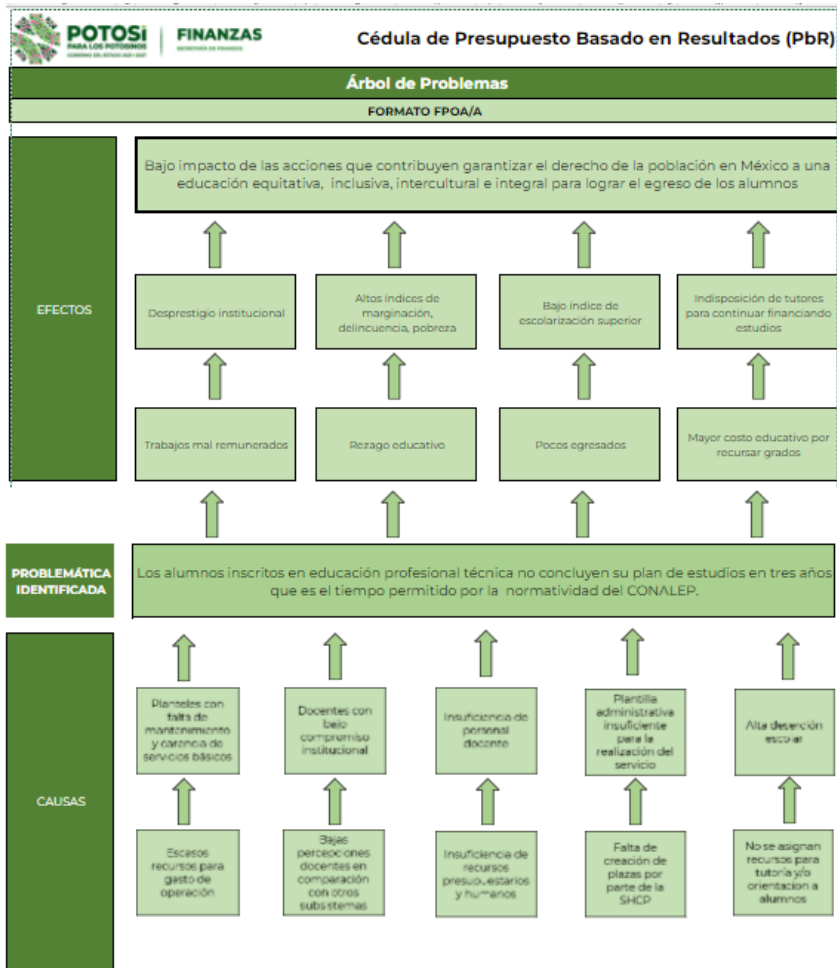 POTOSÍ
PARA LOS POTOSINOS
GOBIERNO DEL ESTADO 2021 | 2027
FINANZAS
SECRETARÍA DE FINANZAS
Cédula de Presupuesto Basado en Resultados (PbR)
Árbol de Problemas
FORMATO FPOA/A
EFECTOS
Bajo impacto de las acciones que contribuyen garantizar el derecho de la población en México a una
educación equitativa, inclusiva, intercultural e integral para lograr el egreso de los alumnos
Desprestigio institucional
Altos índices de
marginación,
delincuencia, pobreza
Bajo índice de
escolarización superior
Indisposición de tutores
para continuar financiando
estudios
Trabajos mal remunerados
Rezago educativo
Pocos egresados
Mayor costo educativo por
recursar grados
PROBLEMÁTICA
IDENTIFICADA
Los alumnos inscritos en educación profesional técnica no concluyen su plan de estudios en tres años
que es el tiempo permitido por la normatividad del CONALEP.
CAUSAS
Planteles con
falta de
mantenimiento
y carencia de
servicios básicos
Docentes con
bajo
compromiso
institucional
Insuficiencia de
personal
docente
Plantilla
administrativa
insuficiente
para la
realización del
servicio
Alta deserción
escolar
Escasos
recursos para
gasto de
operación
Bajas
percepciones
docentes en
comparación
con otros
subsistemas
Insuficiencia de
recursos
presupuestarios
y humanos
Falta de
creación de
plazas por
parte de la
SHCP
No se asignan
recursos para
tutoría y/o
orientacion a
alumnos